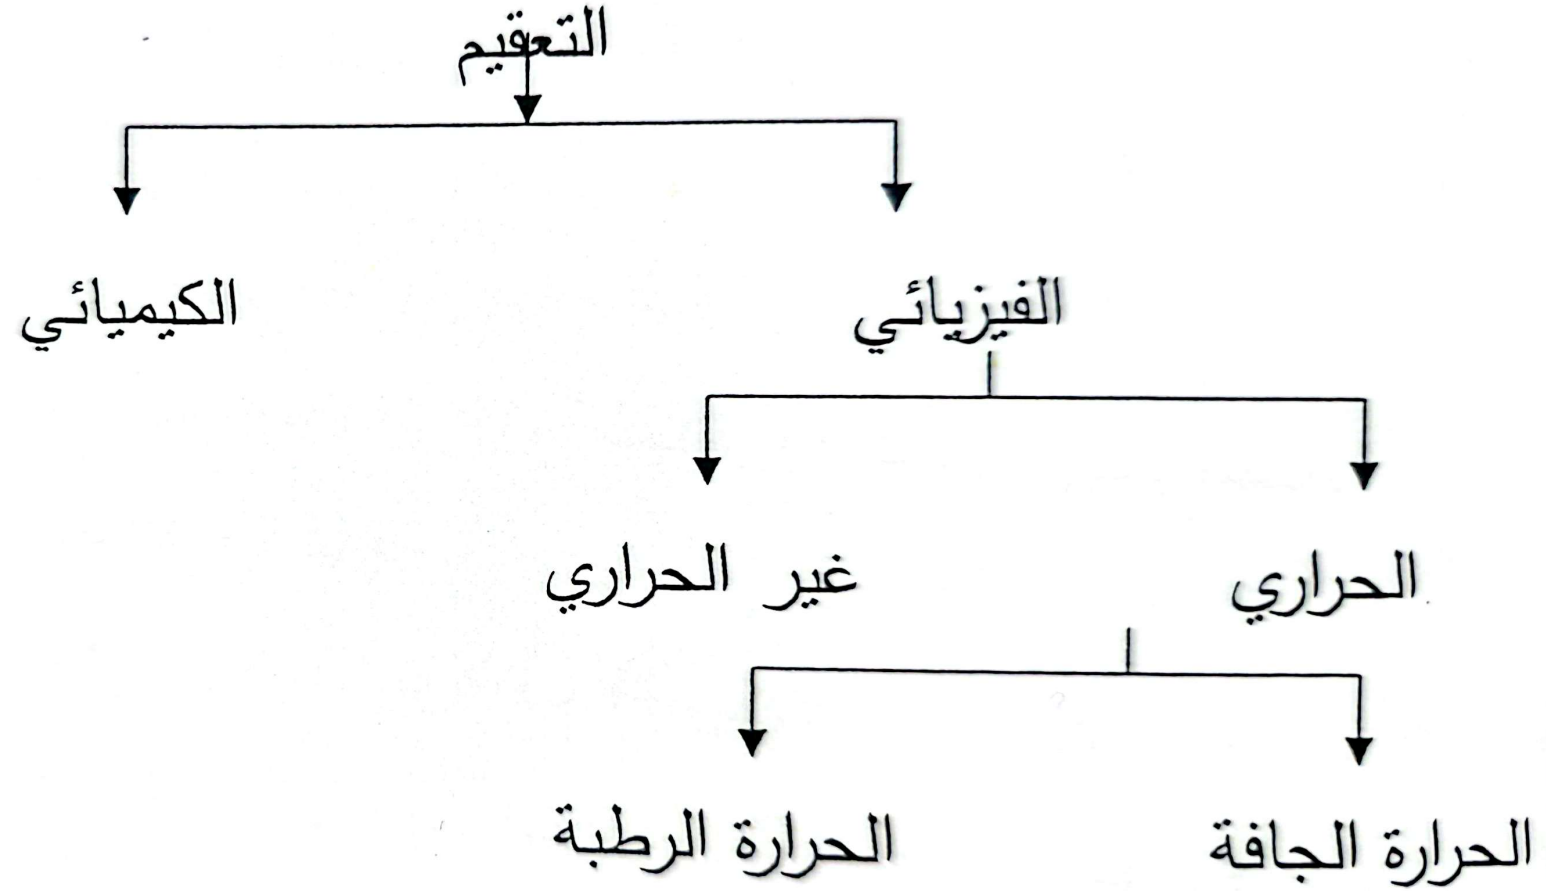 التعقيم
الفيزيائي
الكيميائي
الحراري
غير الحراري
الحرارة الجافة
الحرارة الرطبة